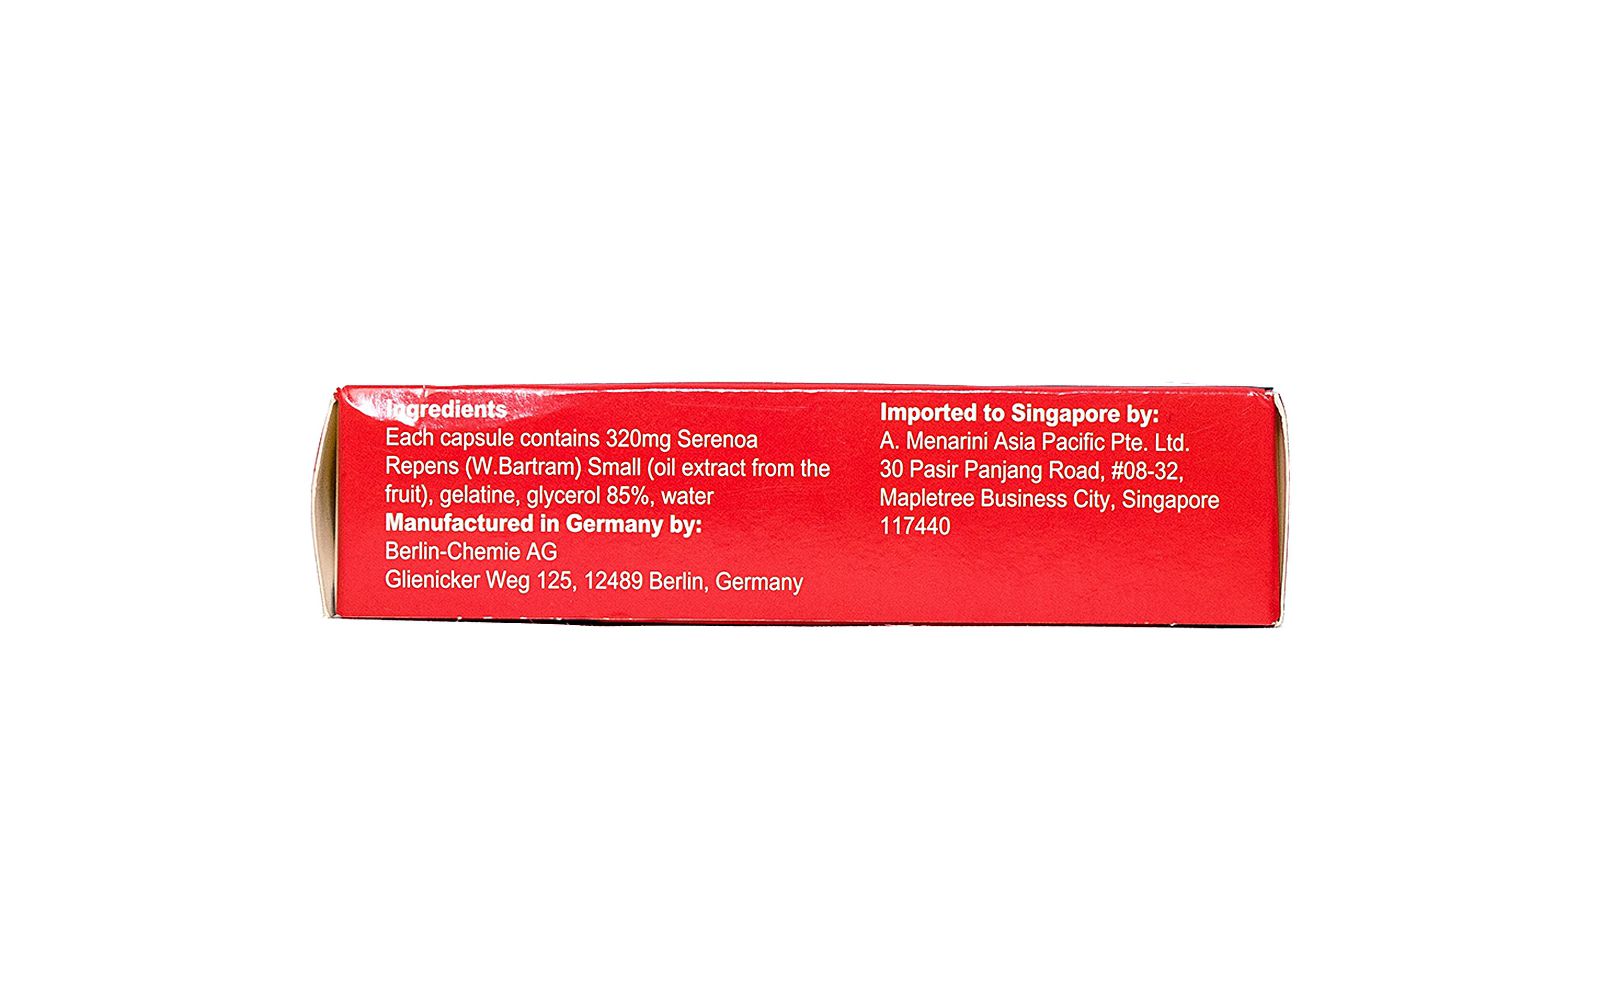 Ingredients
Each capsule contains 320mg Serenoa
Repens (W.Bartram) Small (oil extract from the
fruit), gelatine, glycerol 85%, water
Manufactured in Germany by:
Berlin-Chemie AG
Glienicker Weg 125, 12489 Berlin, Germany
Imported to Singapore by:
A. Menarini Asia Pacific Pte. Ltd.
30 Pasir Panjang Road, #08-32,
Mapletree Business City, Singapore
117440